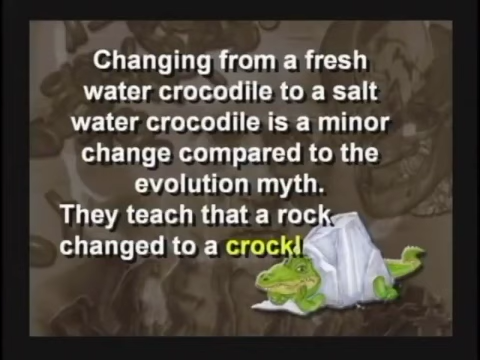 Changing from a fresh
water crocodile to a salt
water crocodile is a minor
change compared to the
evolution myth.
They teach that a rock
changed to a crock!